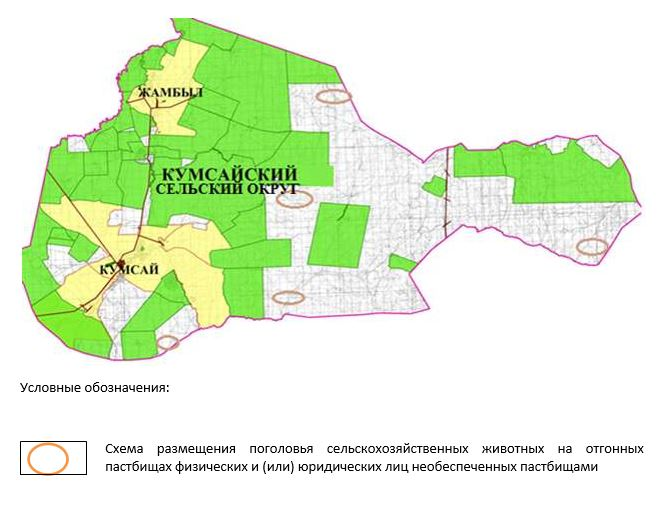 ЖАМБЫЛ
КУМСАЙСКИЙ
СЕЛЬСКИЙ ОКРУГ
КУМСАЙ
Условные обозначения:
Схема размещения поголовья сельскохозяйственных животных на отгонных
пастбищах физических и (или) юридических лиц необеспеченных пастбищами